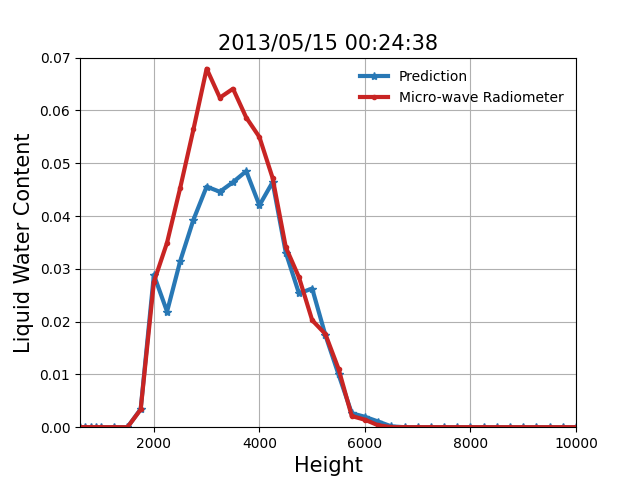 2013/05/15 00:24:38
Prediction
Micro-wave Radiometer
Liquid Water Content
0.07
0.06
0.05
0.04
0.03
0.02
0.01
0.00
2000 4000 6000 8000 10000
Height